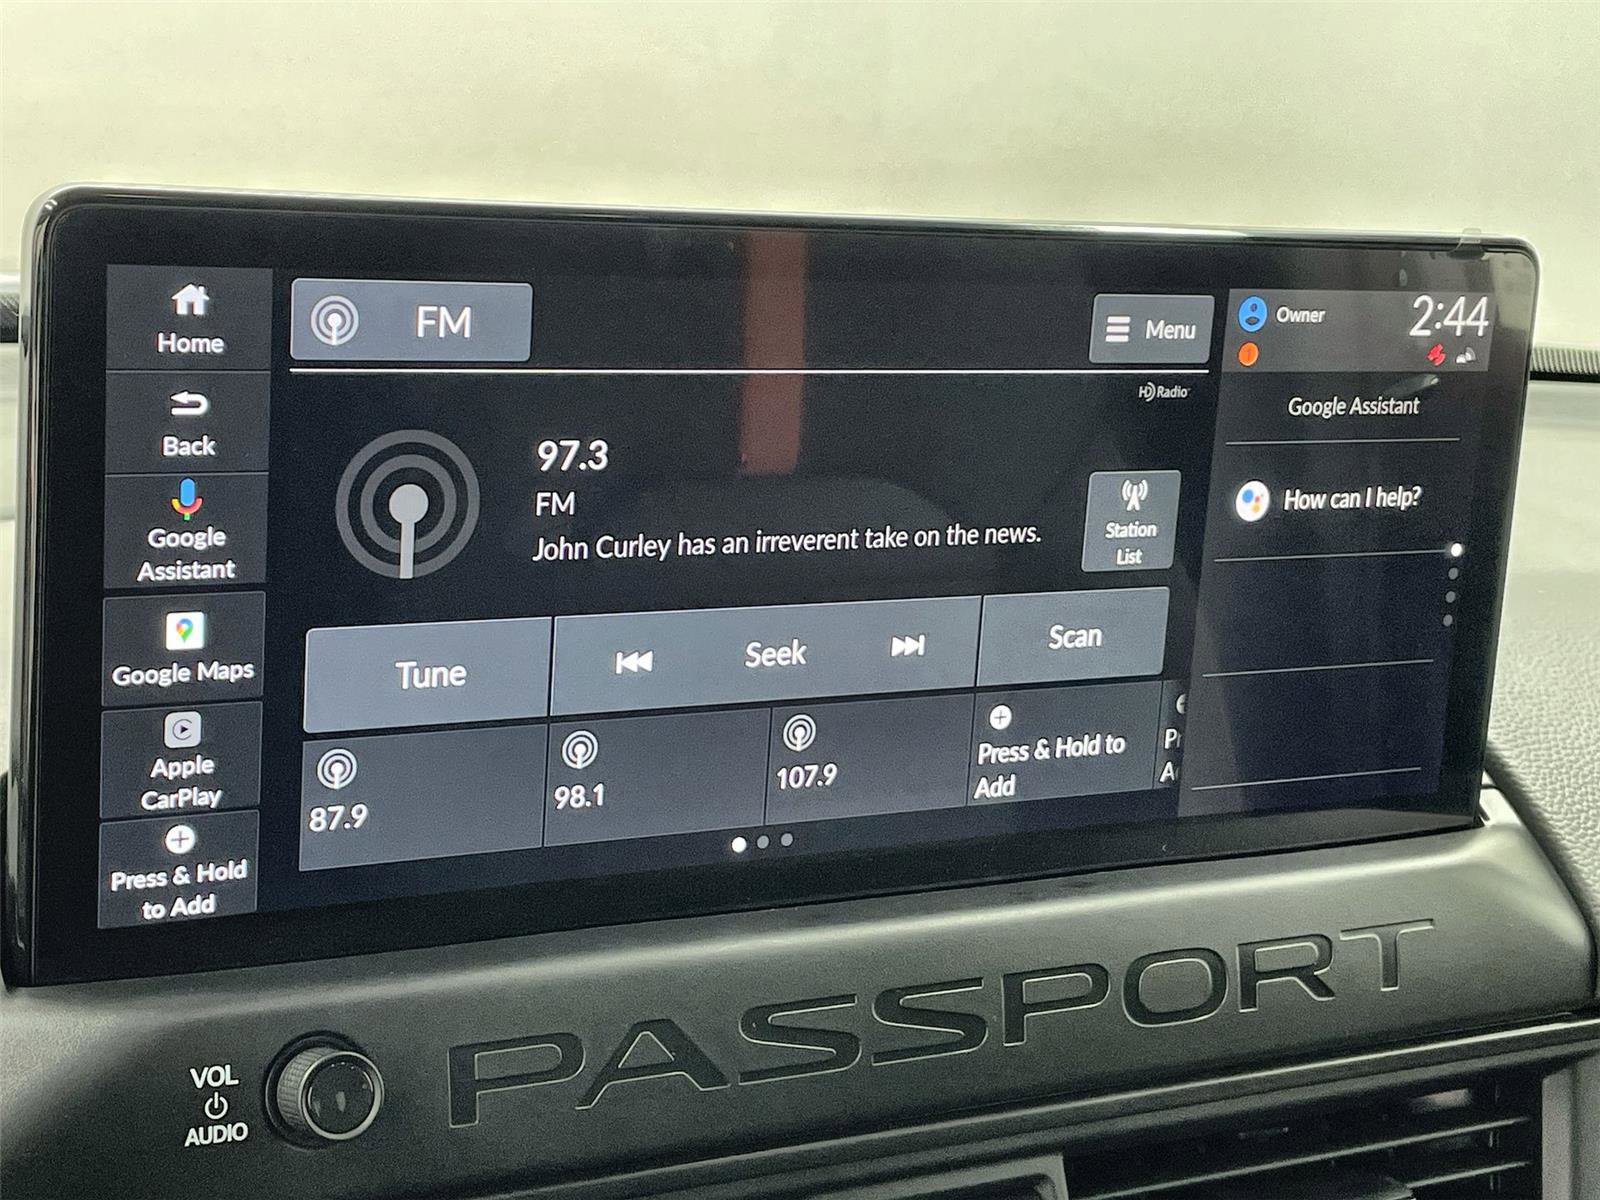 Home
Back
Google
Assistant
Google Maps
Apple
CarPlay
Press & Hold
to Add
FM
Menu
HD Radio
97.3
FM
John Curley has an irreverent take on the news.
Station
List
Tune
Seek
Scan
87.9
98.1
107.9
Press & Hold to
Add
Owner
2:44
1
Google Assistant
How can I help?
VOL
AUDIO
PASSPORT